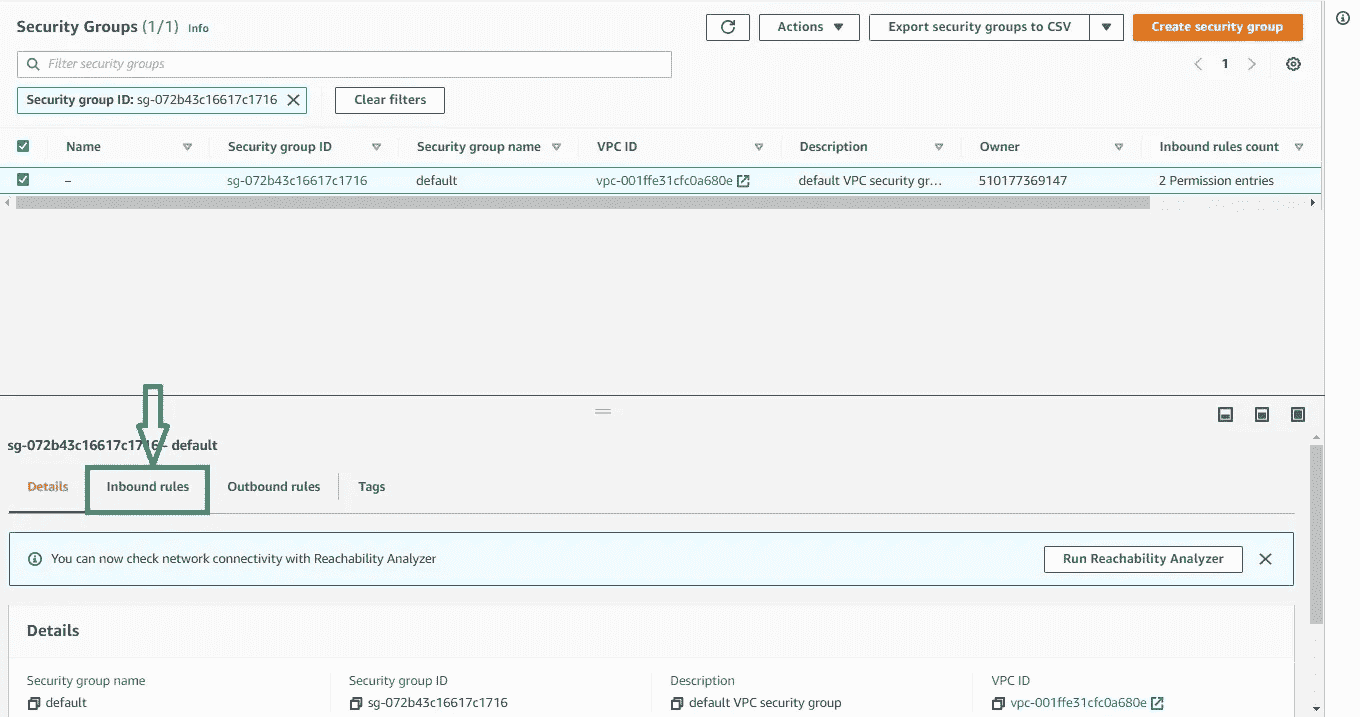 Security Groups (1/1) Info
Actions
Export security groups to CSV
Create security group
Filter security groups
1
Security group ID: sg-072b43c16617c1716
Clear filters
Name Security group ID Security group name VPC ID Description Owner Inbound rules count
– sg-072b43c16617c1716 default vpc-001ffe31cfc0a680e default VPC security gr... 510177369147 2 Permission entries
sg-072b43c16617c1716 - default
Details Inbound rules Outbound rules Tags
You can now check network connectivity with Reachability Analyzer Run Reachability Analyzer
Details
Security group name Security group ID Description VPC ID
default sg-072b43c16617c1716 default VPC security group vpc-001ffe31cfc0a680e